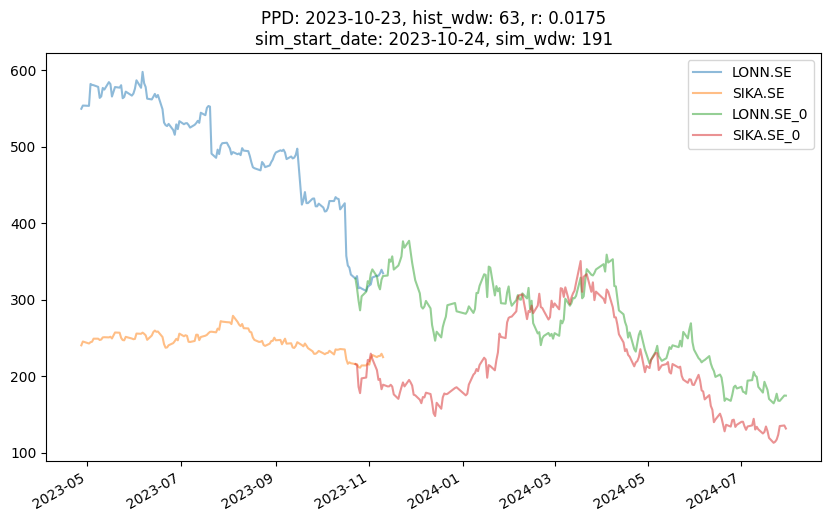 PPD: 2023-10-23, hist_wdw: 63, r: 0.0175
sim_start_date: 2023-10-24, sim_wdw: 191
LONN.SE
SIKA.SE
LONN.SE_0
SIKA.SE_0
600
500
400
300
200
100
2023-05
2023-07
2023-09
2023-11
2024-01
2024-03
2024-05
2024-07